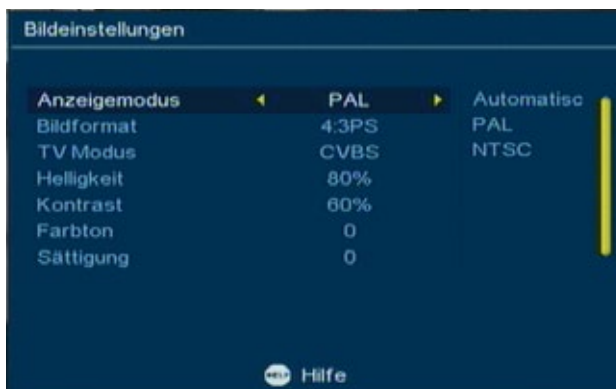 Bildeinstellungen
Anzeigemodus PAL Automatisc
Bildformat 4:3PS PAL
TV Modus CVBS NTSC
Helligkeit 80%
Kontrast 60%
Farbton 0
Sättigung 0
HELP Hilfe